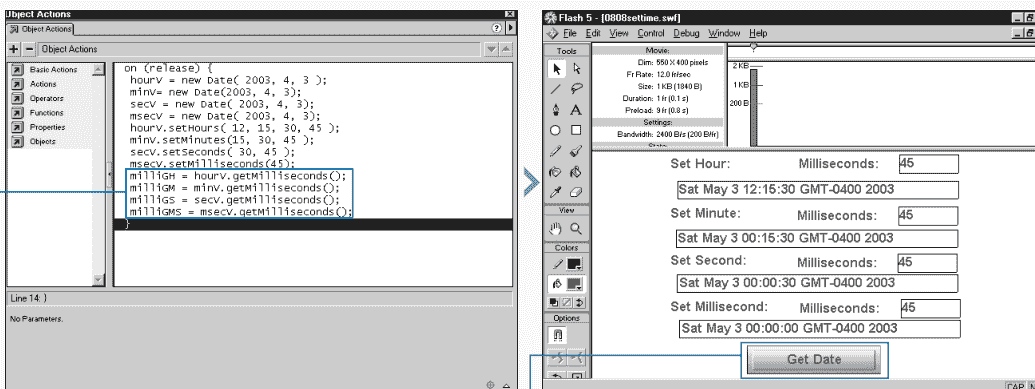 Object Actions
Object Actions
Object Actions
Basic Actions
Actions
Operators
Functions
Properties
Objects
on (release) {
hourV = new Date( 2003, 4, 3 );
minV= new Date(2003, 4, 3);
secV = new Date( 2003, 4, 3);
msecV = new Date( 2003, 4, 3);
hourV.setHours( 12, 15, 30, 45 );
minV.setMinutes(15, 30, 45 );
secV.setSeconds( 30, 45 );
msecV.setMilliseconds(45);
milliGH = hourV.getMilliseconds();
milliGM = minV.getMilliseconds();
milliGS = secV.getMilliseconds();
milliGMS = msecV.getMilliseconds();
}
Line 14: }
No Parameters.
Flash 5 - [0808settime.swf]
File Edit View Control Debug Window Help
Tools
View
Colors
Options
Movie:
Dim: 550 X 400 pixels
Fr Rate: 12.0 fr/sec
Size: 1 KB (1840 B)
Duration: 1 fr (0.1 s)
Preload: 9 fr (0.8 s)
Settings:
Bandwidth: 2400 B/s (200 B/fr)
State
2 KB
1 KB
200 B
Set Hour: Milliseconds: 45
Sat May 3 12:15:30 GMT-0400 2003
Set Minute: Milliseconds: 45
Sat May 3 00:15:30 GMT-0400 2003
Set Second: Milliseconds: 45
Sat May 3 00:00:30 GMT-0400 2003
Set Millisecond: Milliseconds: 45
Sat May 3 00:00:00 GMT-0400 2003
Get Date
CAP